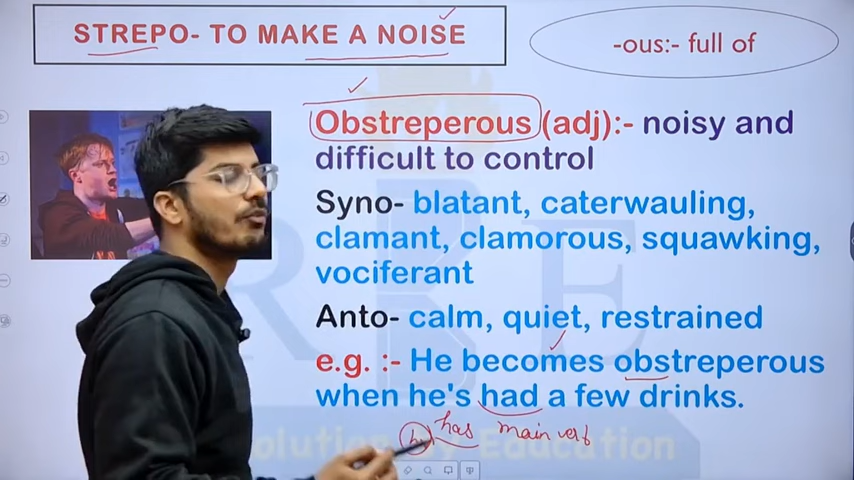 STREPO- TO MAKE A NOISE
-ous:- full of
Obstreperous (adj):- noisy and
difficult to control
Syno- blatant, caterwauling,
clamant, clamorous, squawking,
vociferant
Anto- calm, quiet, restrained
e.g. :- He becomes obstreperous
when he's had a few drinks.
has main verb